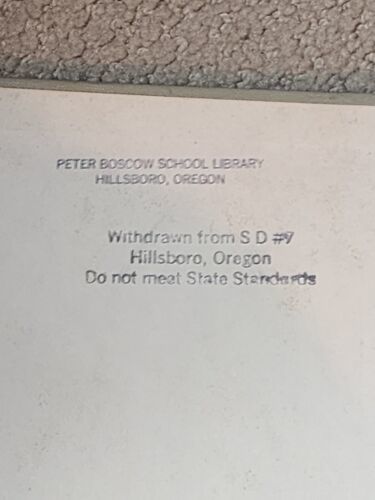 PETER BOSCOW SCHOOL LIBRARY
HILLSBORO, OREGON
Withdrawn from S D #7
Hillsboro, Oregon
Do not meet State Standards